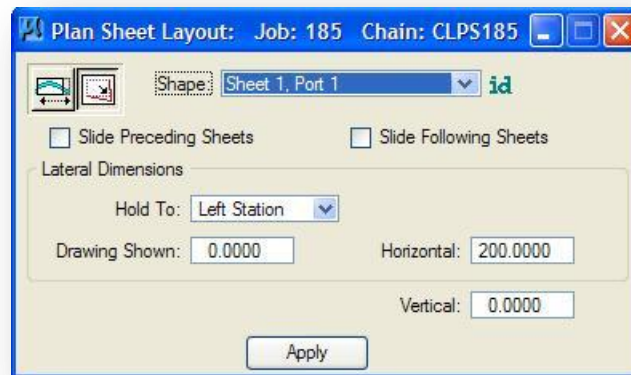 Plan Sheet Layout: Job: 185 Chain: CLPS185
Shape: Sheet 1, Port 1 id
Slide Preceding Sheets Slide Following Sheets
Lateral Dimensions
Hold To: Left Station
Drawing Shown: 0.0000 Horizontal: 200.0000
Vertical: 0.0000
Apply